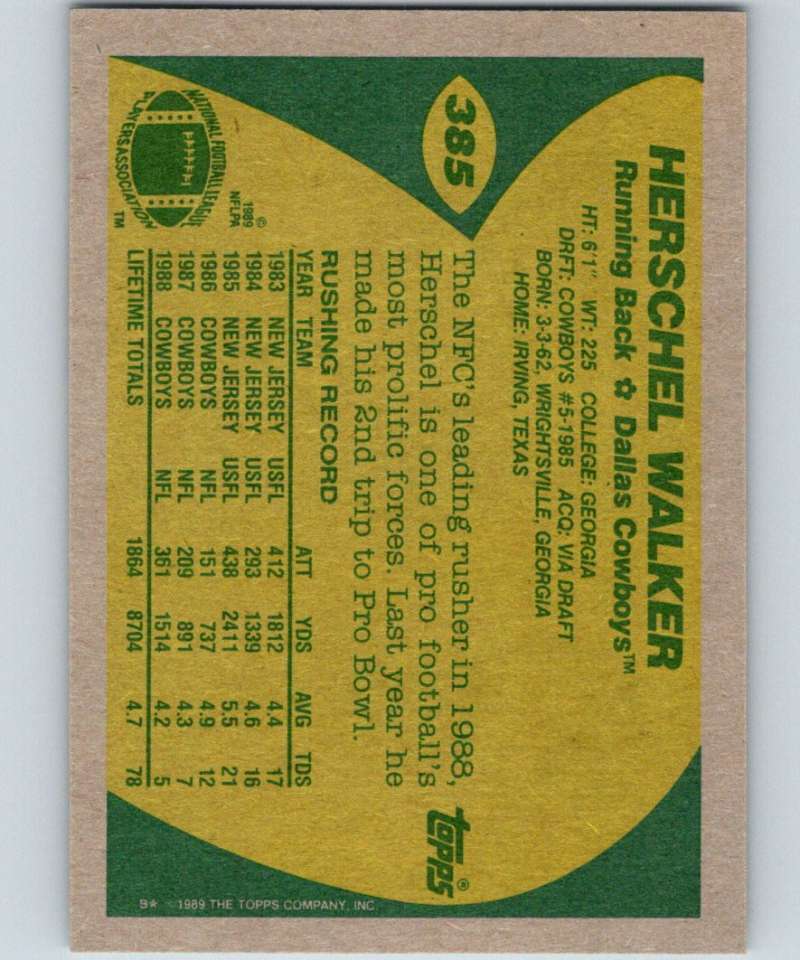 385
HERSCHEL WALKER
Running Back ✿ Dallas Cowboys™
HT: 6'1" WT: 225 COLLEGE: GEORGIA
DRFT: COWBOYS #5-1985 ACQ: VIA DRAFT
BORN: 3-3-62, WRIGHTSVILLE, GEORGIA
HOME: IRVING, TEXAS
The NFC's leading rusher in 1988,
Herschel is one of pro football's
most prolific forces. Last year he
made his 2nd trip to Pro Bowl.
topps®
RUSHING RECORD
YEAR TEAM ATT YDS AVG TDS
1983 NEW JERSEY USFL 412 1812 4.4 17
1984 NEW JERSEY USFL 293 1339 4.6 16
1985 NEW JERSEY USFL 438 2411 5.5 21
1986 COWBOYS NFL 151 737 4.9 12
1987 COWBOYS NFL 209 891 4.3 7
1988 COWBOYS NFL 361 1514 4.2 5
LIFETIME TOTALS 1864 8704 4.7 78
NATIONAL FOOTBALL LEAGUE
PLAYERS ASSOCIATION
TM
©
1989
NFLPA
B* 1989 THE TOPPS COMPANY, INC.